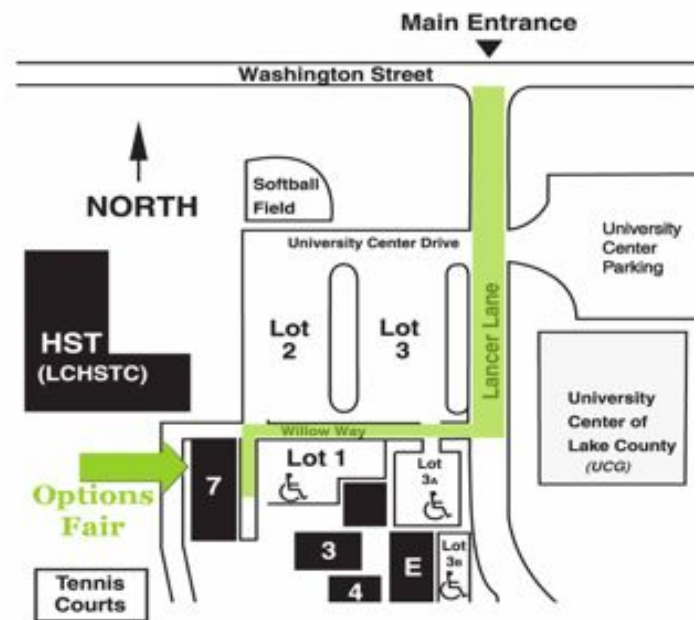 Main Entrance
Washington Street
NORTH
Softball
Field
University Center Drive
University
Center
Parking
HST
(LCHSTC)
Lot
2
Lot
3
Lancer Lane
University
Center of
Lake County
(UCG)
Willow Way
Options
Fair
7
Lot 1
Lot
3A
3
4
E
Lot
3B
Tennis
Courts